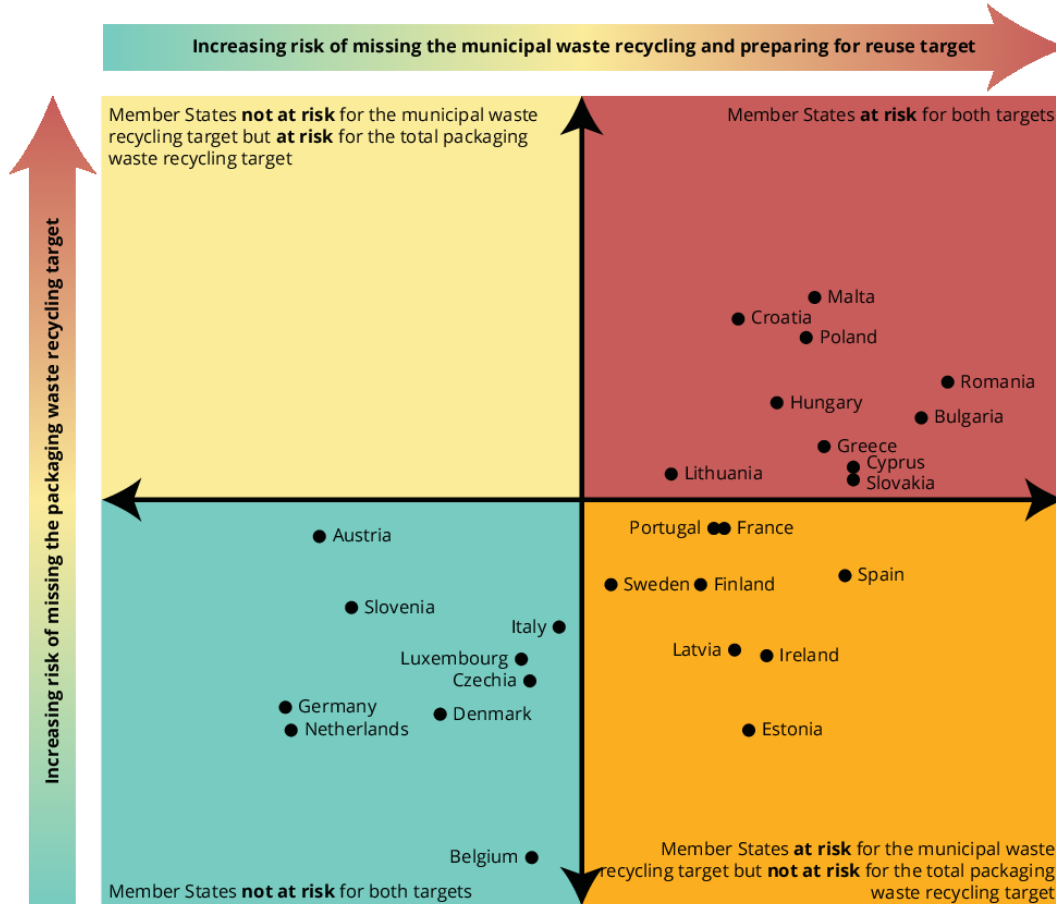 Increasing risk of missing the municipal waste recycling and preparing for reuse target
Increasing risk of missing the packaging waste recycling target
Member States not at risk for the municipal waste
recycling target but at risk for the total packaging
waste recycling target
Member States at risk for both targets
Malta
Croatia
Poland
Romania
Hungary
Bulgaria
Greece
Cyprus
Lithuania
Slovakia
Portugal
France
Austria
Spain
Sweden
Finland
Slovenia
Italy
Latvia
Ireland
Luxembourg
Czechia
Germany
Denmark
Netherlands
Estonia
Belgium
Member States not at risk for both targets
Member States at risk for the municipal waste
recycling target but not at risk for the total packaging
waste recycling target